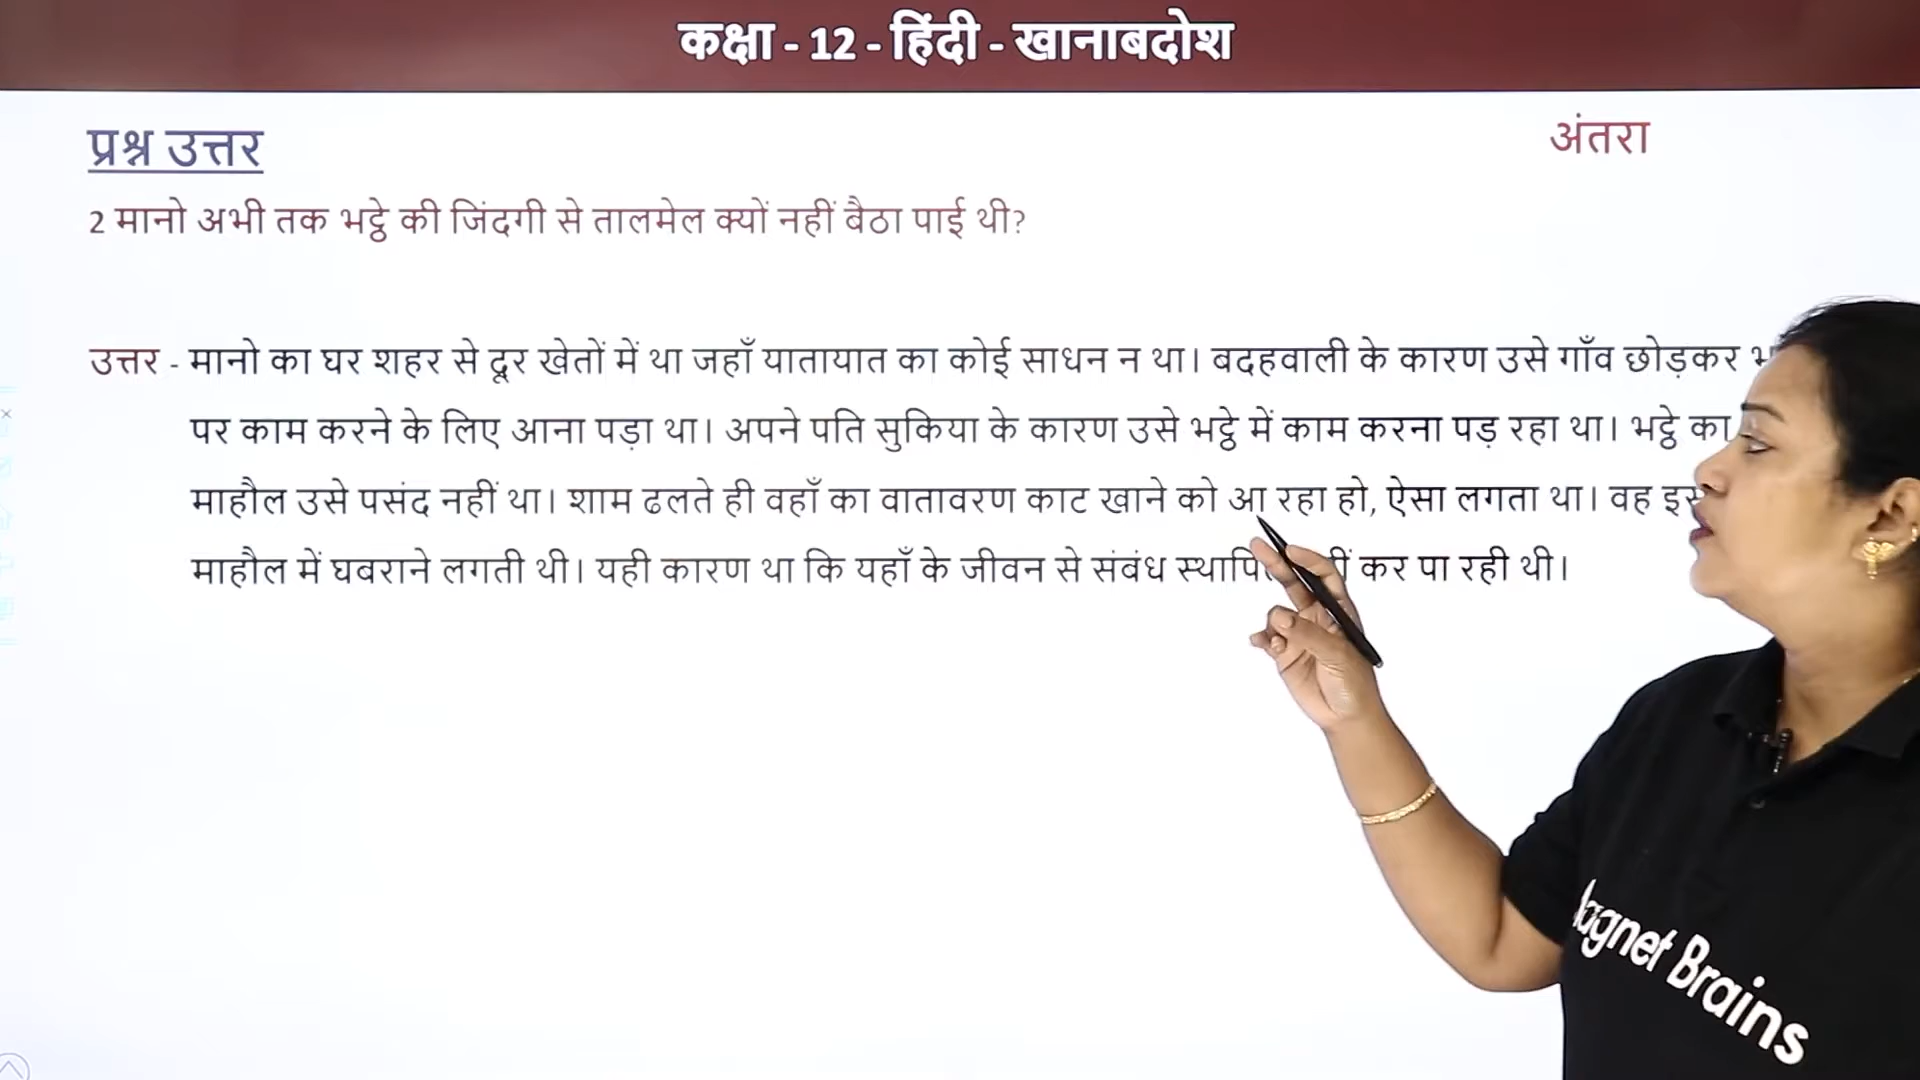 कक्षा - 12 - हिंदी - खानाबदोश
प्रश्न उत्तर
अंतरा
2 मानो अभी तक भट्ठे की जिंदगी से तालमेल क्यों नहीं बैठा पाई थी?
उत्तर - मानो का घर शहर से दूर खेतों में था जहाँ यातायात का कोई साधन न था। बदहवाली के कारण उसे गाँव छोड़कर
पर काम करने के लिए आना पड़ा था। अपने पति सुकिया के कारण उसे भट्ठे में काम करना पड़ रहा था। भट्ठे का
माहौल उसे पसंद नहीं था। शाम ढलते ही वहाँ का वातावरण काट खाने को आ रहा हो, ऐसा लगता था। वह
माहौल में घबराने लगती थी। यही कारण था कि यहाँ के जीवन से संबंध कर पा रही थी।
agnet Brains